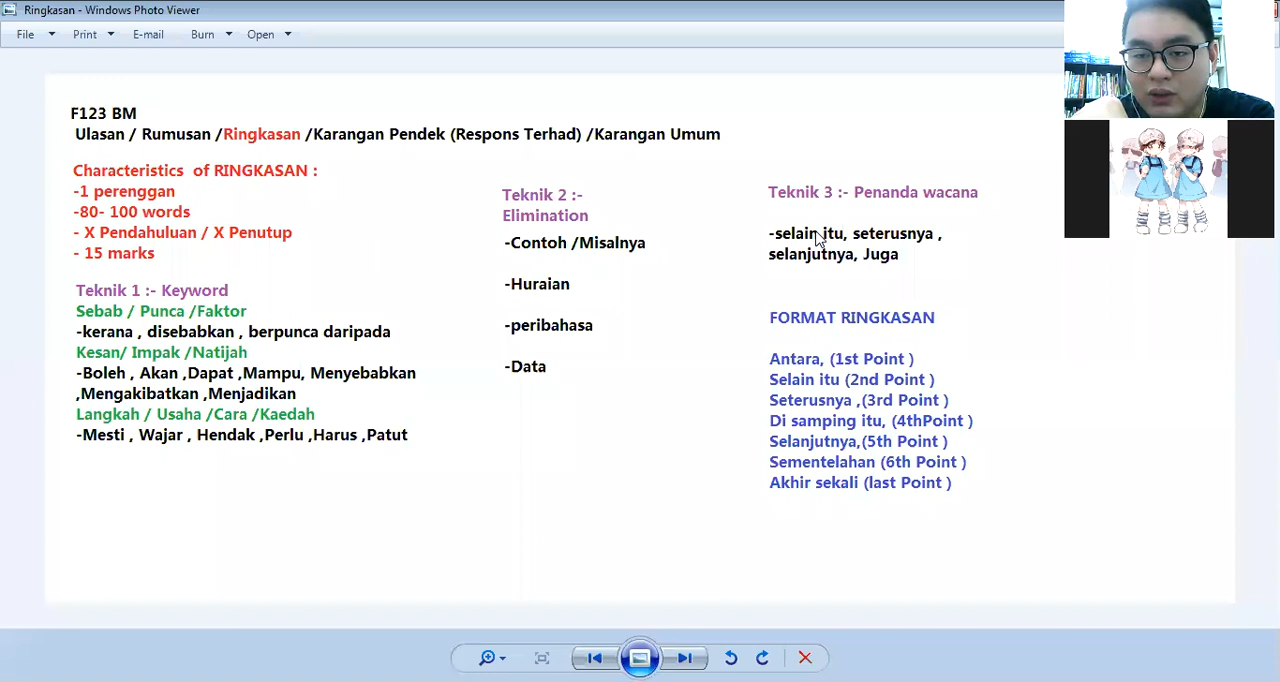 Ringkasan - Windows Photo Viewer
File Print E-mail Burn Open
F123 BM
Ulasan / Rumusan /Ringkasan /Karangan Pendek (Respons Terhad) /Karangan Umum
Characteristics of RINGKASAN :
-1 perenggan
-80- 100 words
- X Pendahuluan / X Penutup
- 15 marks
Teknik 1 :- Keyword
Sebab / Punca /Faktor
-kerana , disebabkan , berpunca daripada
Kesan/ Impak /Natijah
-Boleh , Akan ,Dapat ,Mampu, Menyebabkan
,Mengakibatkan ,Menjadikan
Langkah / Usaha /Cara /Kaedah
-Mesti , Wajar , Hendak ,Perlu ,Harus ,Patut
Teknik 2 :-
Elimination
-Contoh /Misalnya
-Huraian
-peribahasa
-Data
Teknik 3 :- Penanda wacana
-selain itu, seterusnya ,
selanjutnya, Juga
FORMAT RINGKASAN
Antara, (1st Point )
Selain itu (2nd Point )
Seterusnya ,(3rd Point )
Di samping itu, (4thPoint )
Selanjutnya,(5th Point )
Sementelahan (6th Point )
Akhir sekali (last Point )